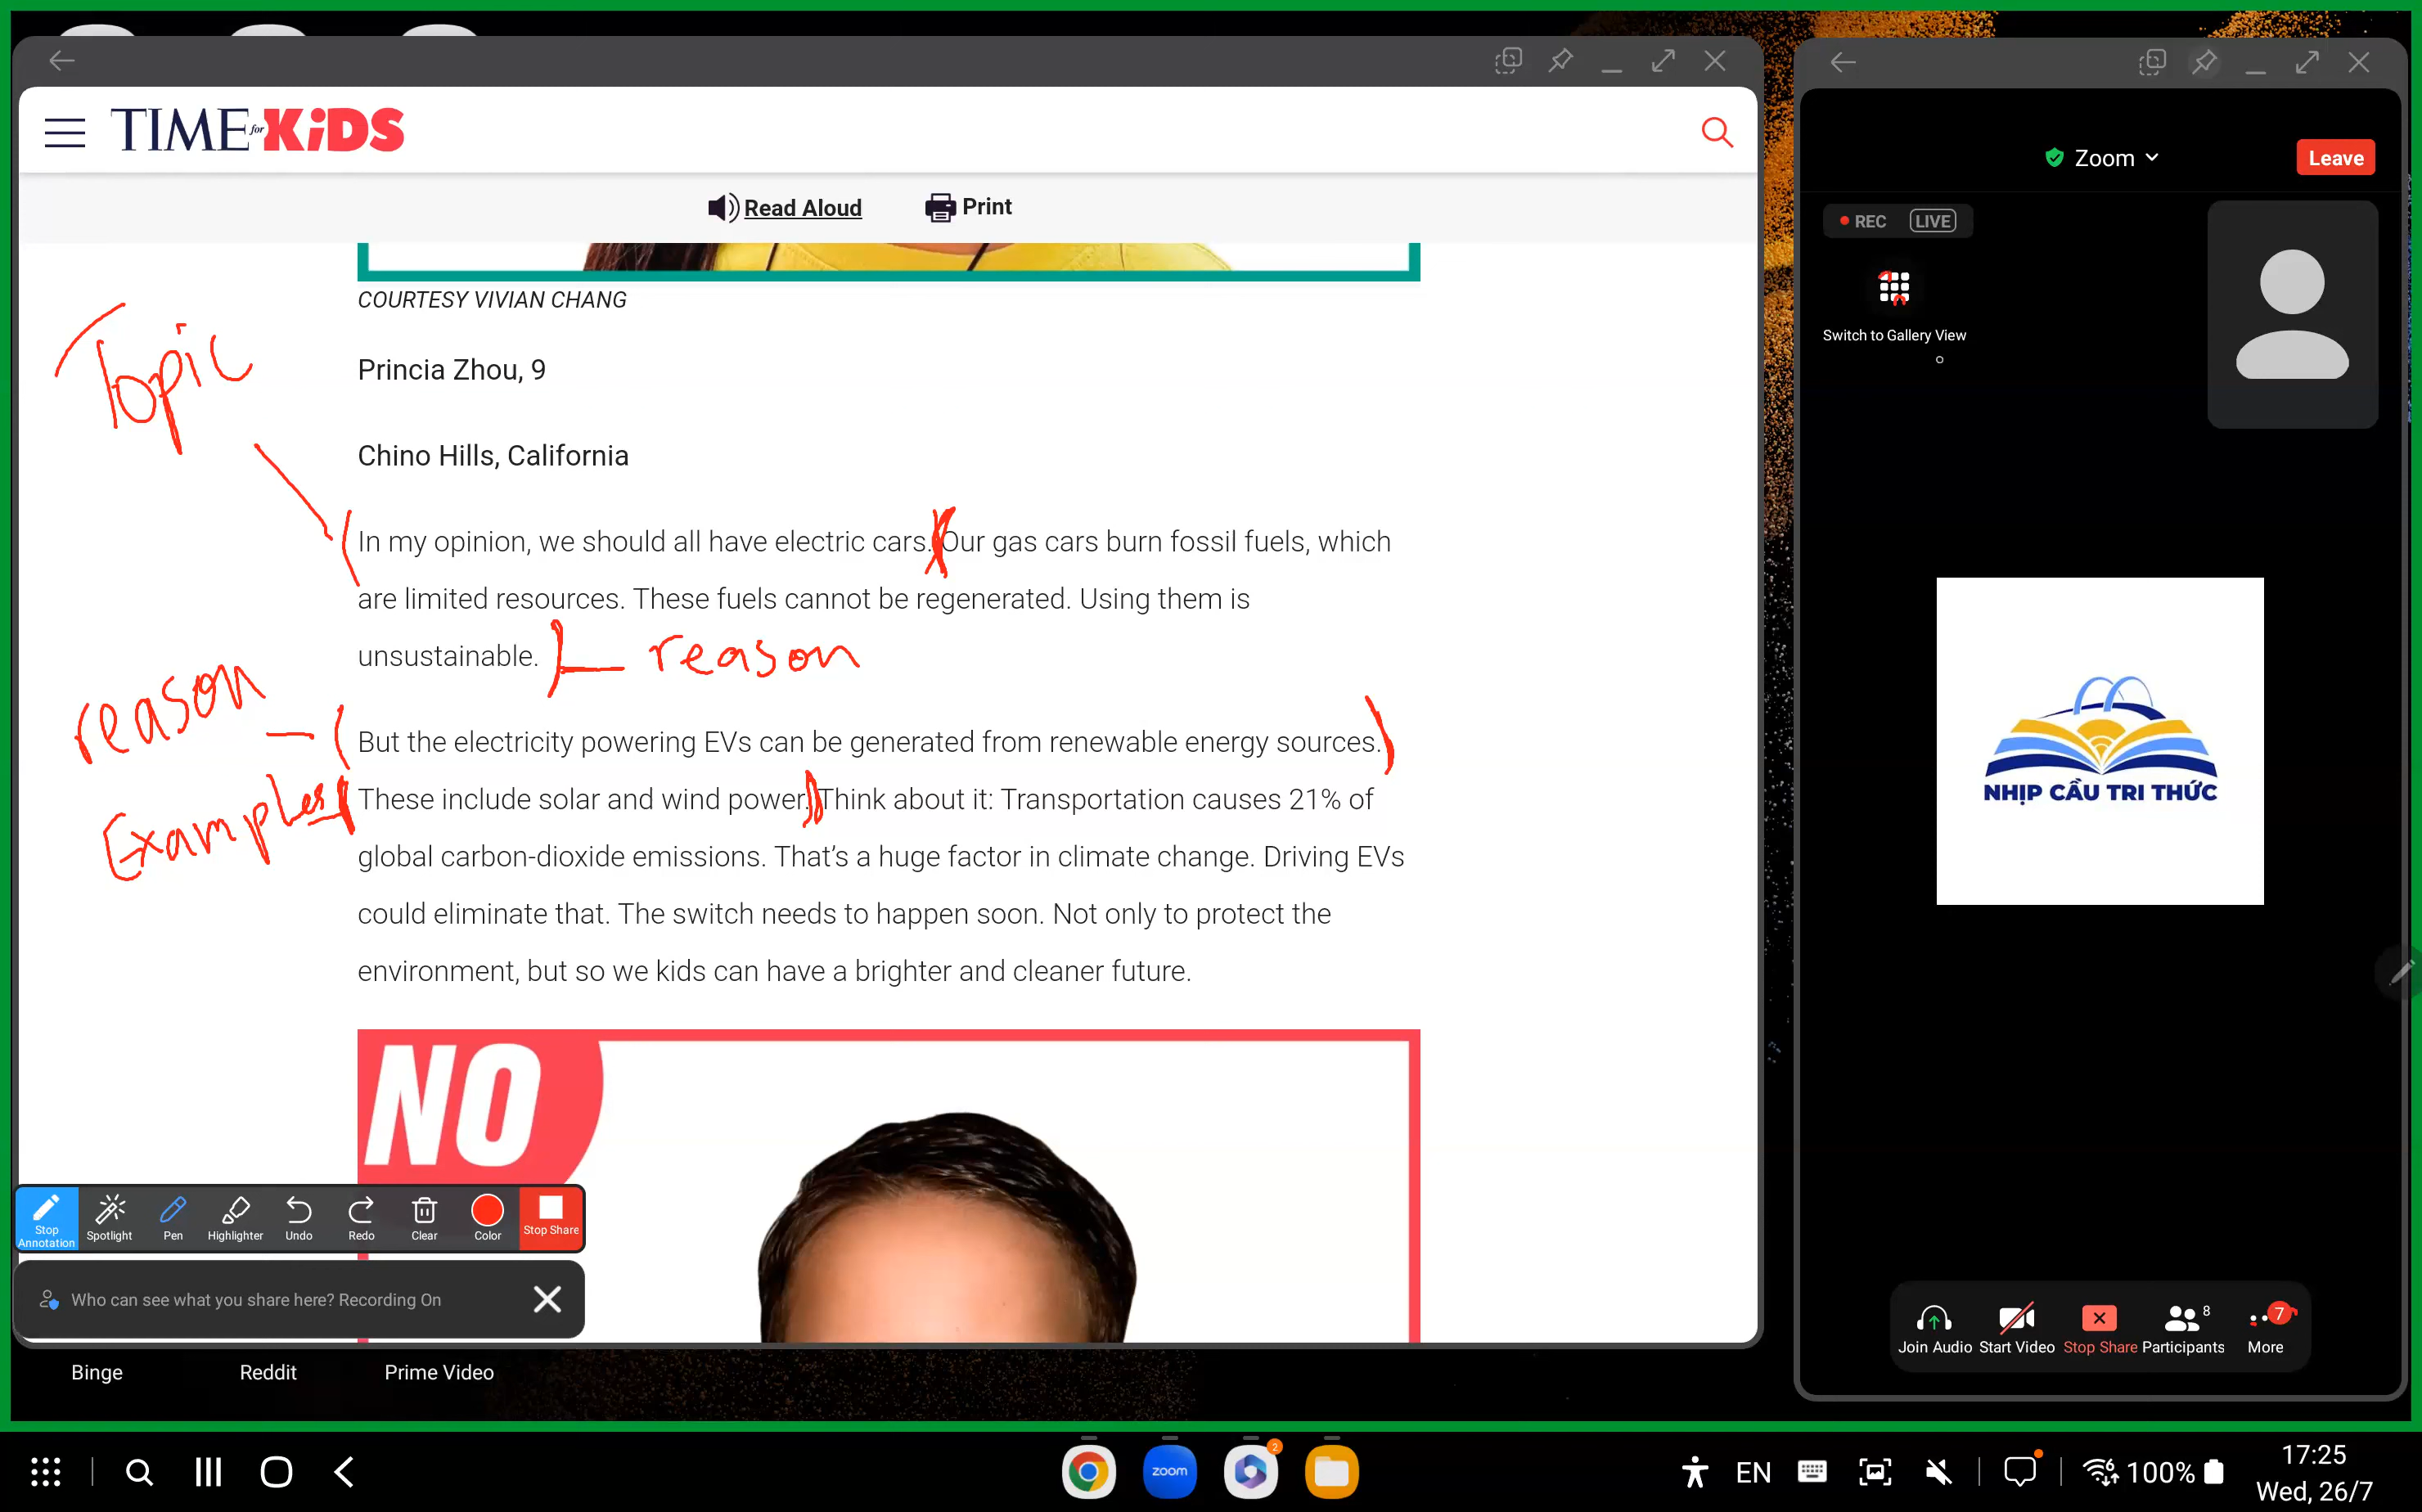 TIME for KiDS
Read Aloud
Print
COURTESY VIVIAN CHANG
Topic
Princia Zhou, 9
Chino Hills, California
In my opinion, we should all have electric cars. Our gas cars burn fossil fuels, which
are limited resources. These fuels cannot be regenerated. Using them is
unsustainable.
reason
reason
But the electricity powering EVs can be generated from renewable energy sources.
Examples
These include solar and wind power. Think about it: Transportation causes 21% of
global carbon-dioxide emissions. That’s a huge factor in climate change. Driving EVs
could eliminate that. The switch needs to happen soon. Not only to protect the
environment, but so we kids can have a brighter and cleaner future.
NO
Stop Annotation
Spotlight
Pen
Highlighter
Undo
Redo
Clear
Color
Stop Share
Who can see what you share here? Recording On
Binge
Reddit
Prime Video
Zoom
Leave
REC
LIVE
Switch to Gallery View
NHỊP CẦU TRI THỨC
8
7
Join Audio
Start Video
Stop Share
Participants
More
zoom
2
EN
6
100%
17:25
Wed, 26/7